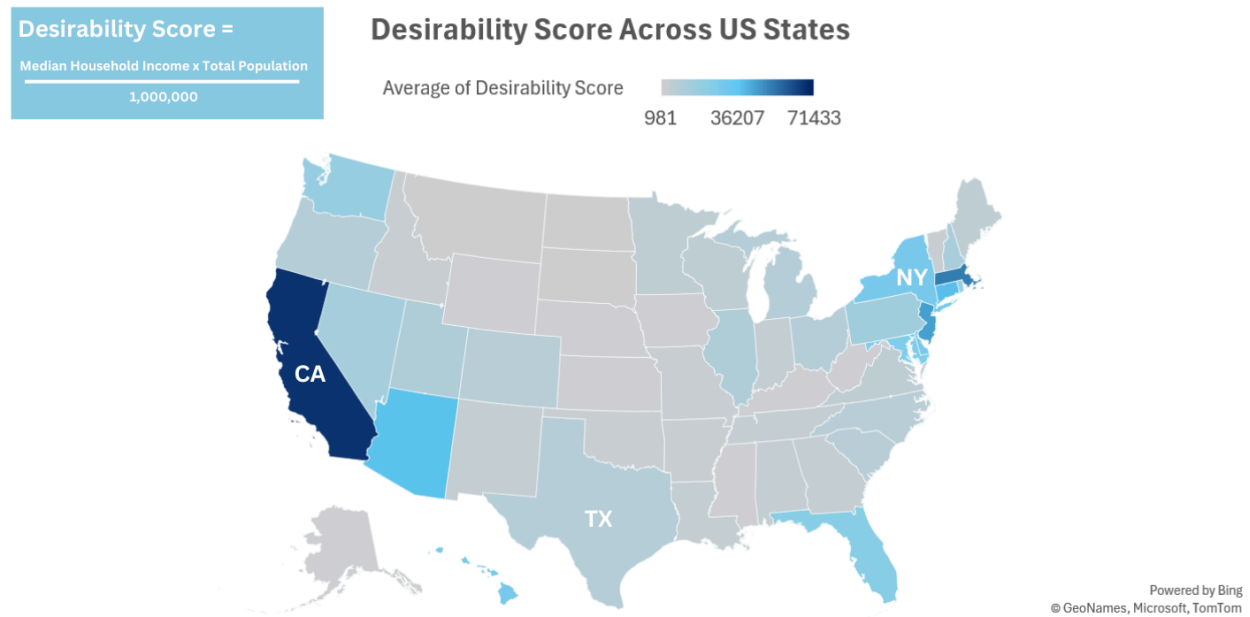 Desirability Score =
Median Household Income x Total Population
1,000,000
Desirability Score Across US States
Average of Desirability Score
981 36207 71433
NY
CA
TX
Powered by Bing
© GeoNames, Microsoft, TomTom